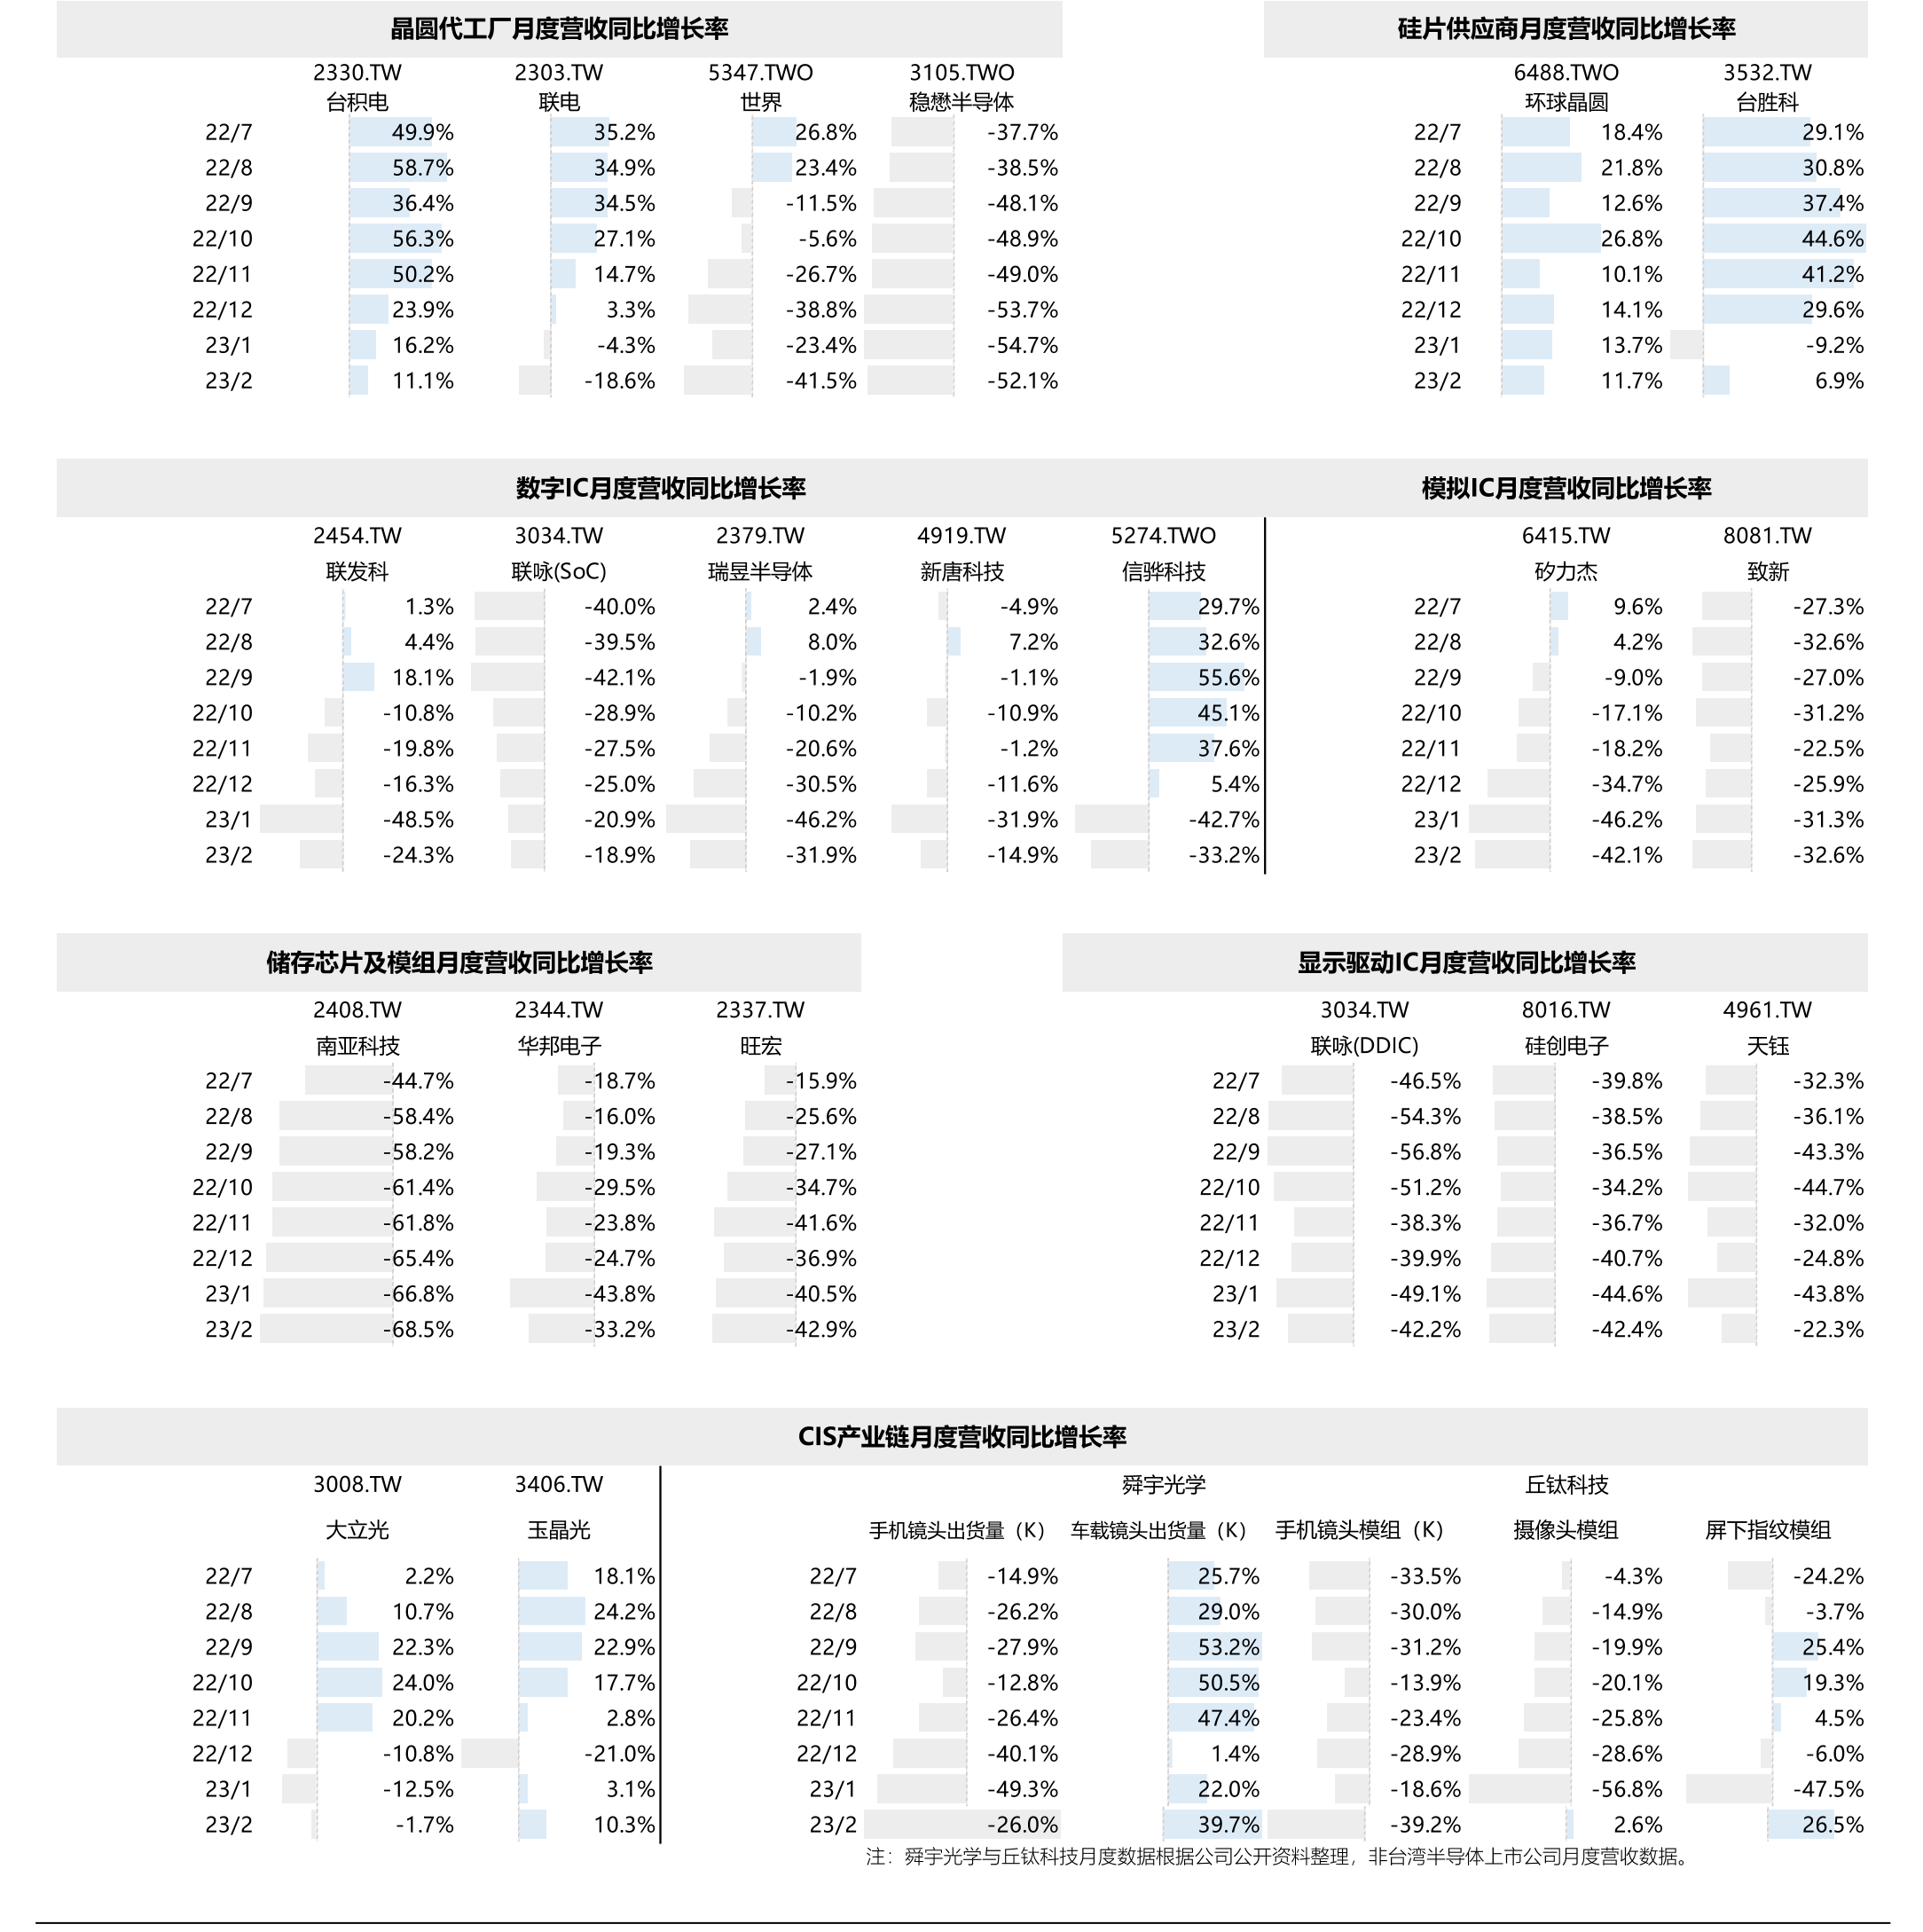 晶圆代工厂月度营收同比增长率
硅片供应商月度营收同比增长率
2330.TW 2303.TW 5347.TWO 3105.TWO 6488.TWO 3532.TW
台积电 联电 世界 稳懋半导体 环球晶圆 台胜科
22/7 49.9% 35.2% 26.8% -37.7% 22/7 18.4% 29.1%
22/8 58.7% 34.9% 23.4% -38.5% 22/8 21.8% 30.8%
22/9 36.4% 34.5% -11.5% -48.1% 22/9 12.6% 37.4%
22/10 56.3% 27.1% -5.6% -48.9% 22/10 26.8% 44.6%
22/11 50.2% 14.7% -26.7% -49.0% 22/11 10.1% 41.2%
22/12 23.9% 3.3% -38.8% -53.7% 22/12 14.1% 29.6%
23/1 16.2% -4.3% -23.4% -54.7% 23/1 13.7% -9.2%
23/2 11.1% -18.6% -41.5% -52.1% 23/2 11.7% 6.9%
数字IC月度营收同比增长率
模拟IC月度营收同比增长率
2454.TW 3034.TW 2379.TW 4919.TW 5274.TWO 6415.TW 8081.TW
联发科 联咏(SoC) 瑞昱半导体 新唐科技 信骅科技 矽力杰 致新
22/7 1.3% -40.0% 2.4% -4.9% 29.7% 22/7 9.6% -27.3%
22/8 4.4% -39.5% 8.0% 7.2% 32.6% 22/8 4.2% -32.6%
22/9 18.1% -42.1% -1.9% -1.1% 55.6% 22/9 -9.0% -27.0%
22/10 -10.8% -28.9% -10.2% -10.9% 45.1% 22/10 -17.1% -31.2%
22/11 -19.8% -27.5% -20.6% -1.2% 37.6% 22/11 -18.2% -22.5%
22/12 -16.3% -25.0% -30.5% -11.6% 5.4% 22/12 -34.7% -25.9%
23/1 -48.5% -20.9% -46.2% -31.9% -42.7% 23/1 -46.2% -31.3%
23/2 -24.3% -18.9% -31.9% -14.9% -33.2% 23/2 -42.1% -32.6%
储存芯片及模组月度营收同比增长率
显示驱动IC月度营收同比增长率
2408.TW 2344.TW 2337.TW 3034.TW 8016.TW 4961.TW
南亚科技 华邦电子 旺宏 联咏(DDIC) 硅创电子 天钰
22/7 -44.7% -18.7% -15.9% 22/7 -46.5% -39.8% -32.3%
22/8 -58.4% -16.0% -25.6% 22/8 -54.3% -38.5% -36.1%
22/9 -58.2% -19.3% -27.1% 22/9 -56.8% -36.5% -43.3%
22/10 -61.4% -29.5% -34.7% 22/10 -51.2% -34.2% -44.7%
22/11 -61.8% -23.8% -41.6% 22/11 -38.3% -36.7% -32.0%
22/12 -65.4% -24.7% -36.9% 22/12 -39.9% -40.7% -24.8%
23/1 -66.8% -43.8% -40.5% 23/1 -49.1% -44.6% -43.8%
23/2 -68.5% -33.2% -42.9% 23/2 -42.2% -42.4% -22.3%
CIS产业链月度营收同比增长率
3008.TW 3406.TW 舜宇光学 丘钛科技
大立光 玉晶光 手机镜头出货量（K） 车载镜头出货量（K） 手机镜头模组（K） 摄像头模组 屏下指纹模组
22/7 2.2% 18.1% 22/7 -14.9% 25.7% -33.5% -4.3% -24.2%
22/8 10.7% 24.2% 22/8 -26.2% 29.0% -30.0% -14.9% -3.7%
22/9 22.3% 22.9% 22/9 -27.9% 53.2% -31.2% -19.9% 25.4%
22/10 24.0% 17.7% 22/10 -12.8% 50.5% -13.9% -20.1% 19.3%
22/11 20.2% 2.8% 22/11 -26.4% 47.4% -23.4% -25.8% 4.5%
22/12 -10.8% -21.0% 22/12 -40.1% 1.4% -28.9% -28.6% -6.0%
23/1 -12.5% 3.1% 23/1 -49.3% 22.0% -18.6% -56.8% -47.5%
23/2 -1.7% 10.3% 23/2 -26.0% 39.7% -39.2% 2.6% 26.5%
注：舜宇光学与丘钛科技月度数据根据公司公开资料整理，非台湾半导体上市公司月度营收数据。